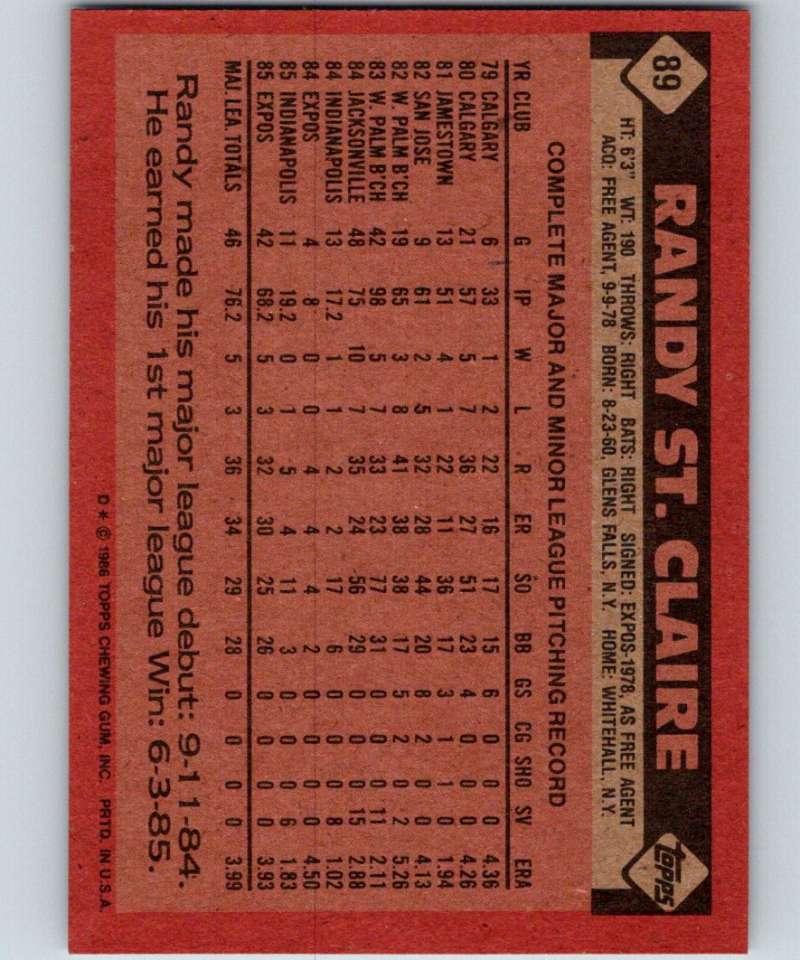 89
RANDY ST. CLAIRE
topps
HT: 6'3" WT: 190 THROWS: RIGHT BATS: RIGHT SIGNED: EXPOS-1978, AS FREE AGENT
ACQ: FREE AGENT, 9-9-78 BORN: 8-23-60, GLENS FALLS, N.Y. HOME: WHITEHALL, N.Y.
COMPLETE MAJOR AND MINOR LEAGUE PITCHING RECORD
YR CLUB G IP W L R ER SO BB GS CG SHO SV ERA
79 CALGARY 6 33 1 2 22 16 17 15 6 0 0 0 4.36
80 CALGARY 21 57 5 7 36 27 51 23 4 0 0 0 4.26
81 JAMESTOWN 13 51 4 1 22 11 36 17 3 1 1 0 1.94
82 SAN JOSE 9 61 2 5 32 28 44 20 8 2 0 0 4.13
82 W. PALM B'CH 19 65 3 8 41 38 38 17 5 2 0 2 5.26
83 W. PALM B'CH 42 98 5 7 33 23 77 31 0 0 0 11 2.11
84 JACKSONVILLE 48 75 10 7 35 24 56 29 0 0 0 15 2.88
84 INDIANAPOLIS 13 17.2 1 1 2 2 17 6 0 0 0 8 1.02
84 EXPOS 4 8 0 0 4 4 4 2 0 0 0 0 4.50
85 INDIANAPOLIS 11 19.2 0 1 5 4 11 3 0 0 0 6 1.83
85 EXPOS 42 68.2 5 3 32 30 25 26 0 0 0 0 3.93
MAJ. LEA. TOTALS 46 76.2 5 3 36 34 29 28 0 0 0 0 3.99
Randy made his major league debut: 9-11-84.
He earned his 1st major league Win: 6-3-85.
D* © 1986 TOPPS CHEWING GUM, INC. PRTD. IN U.S.A.